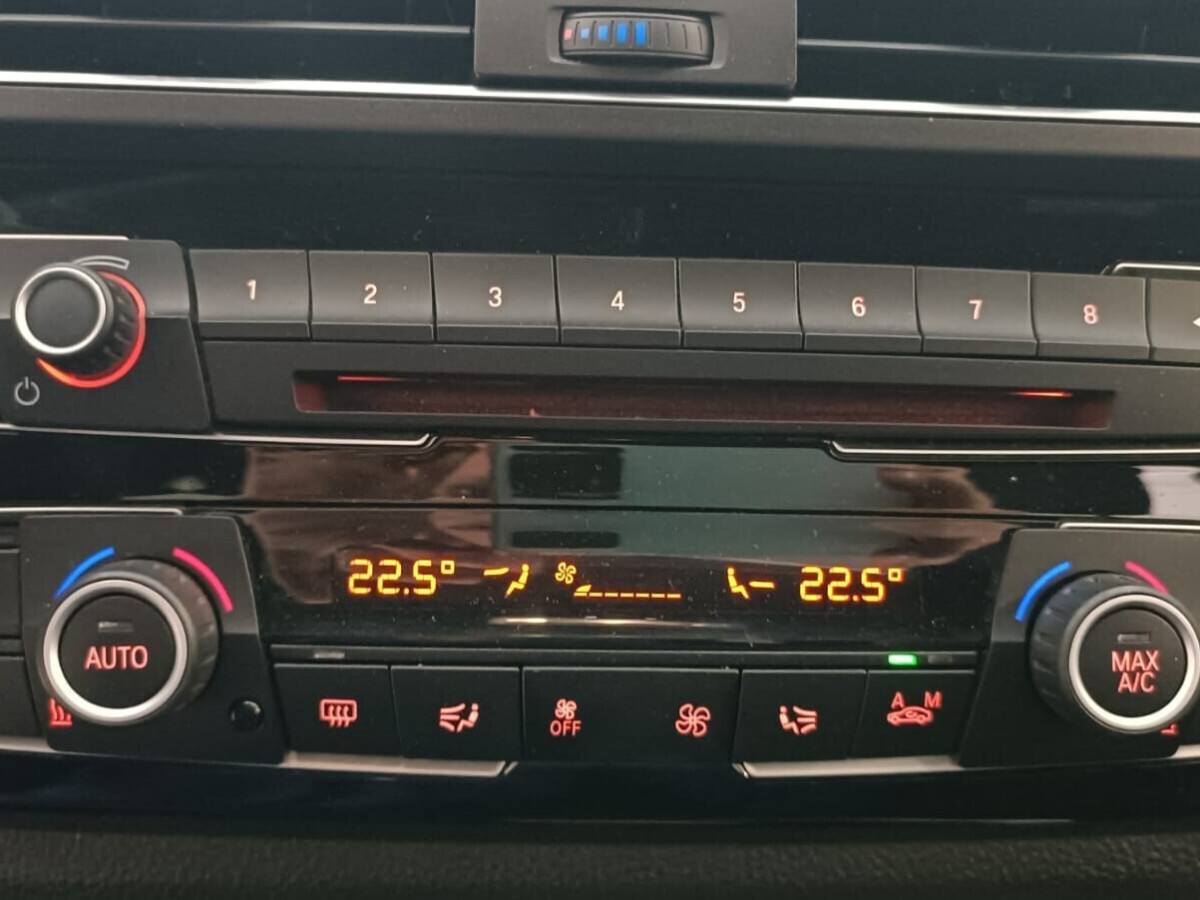 1 2 3 4 5 6 7 8
22.5° 22.5°
AUTO
OFF
A M
MAX
A/C